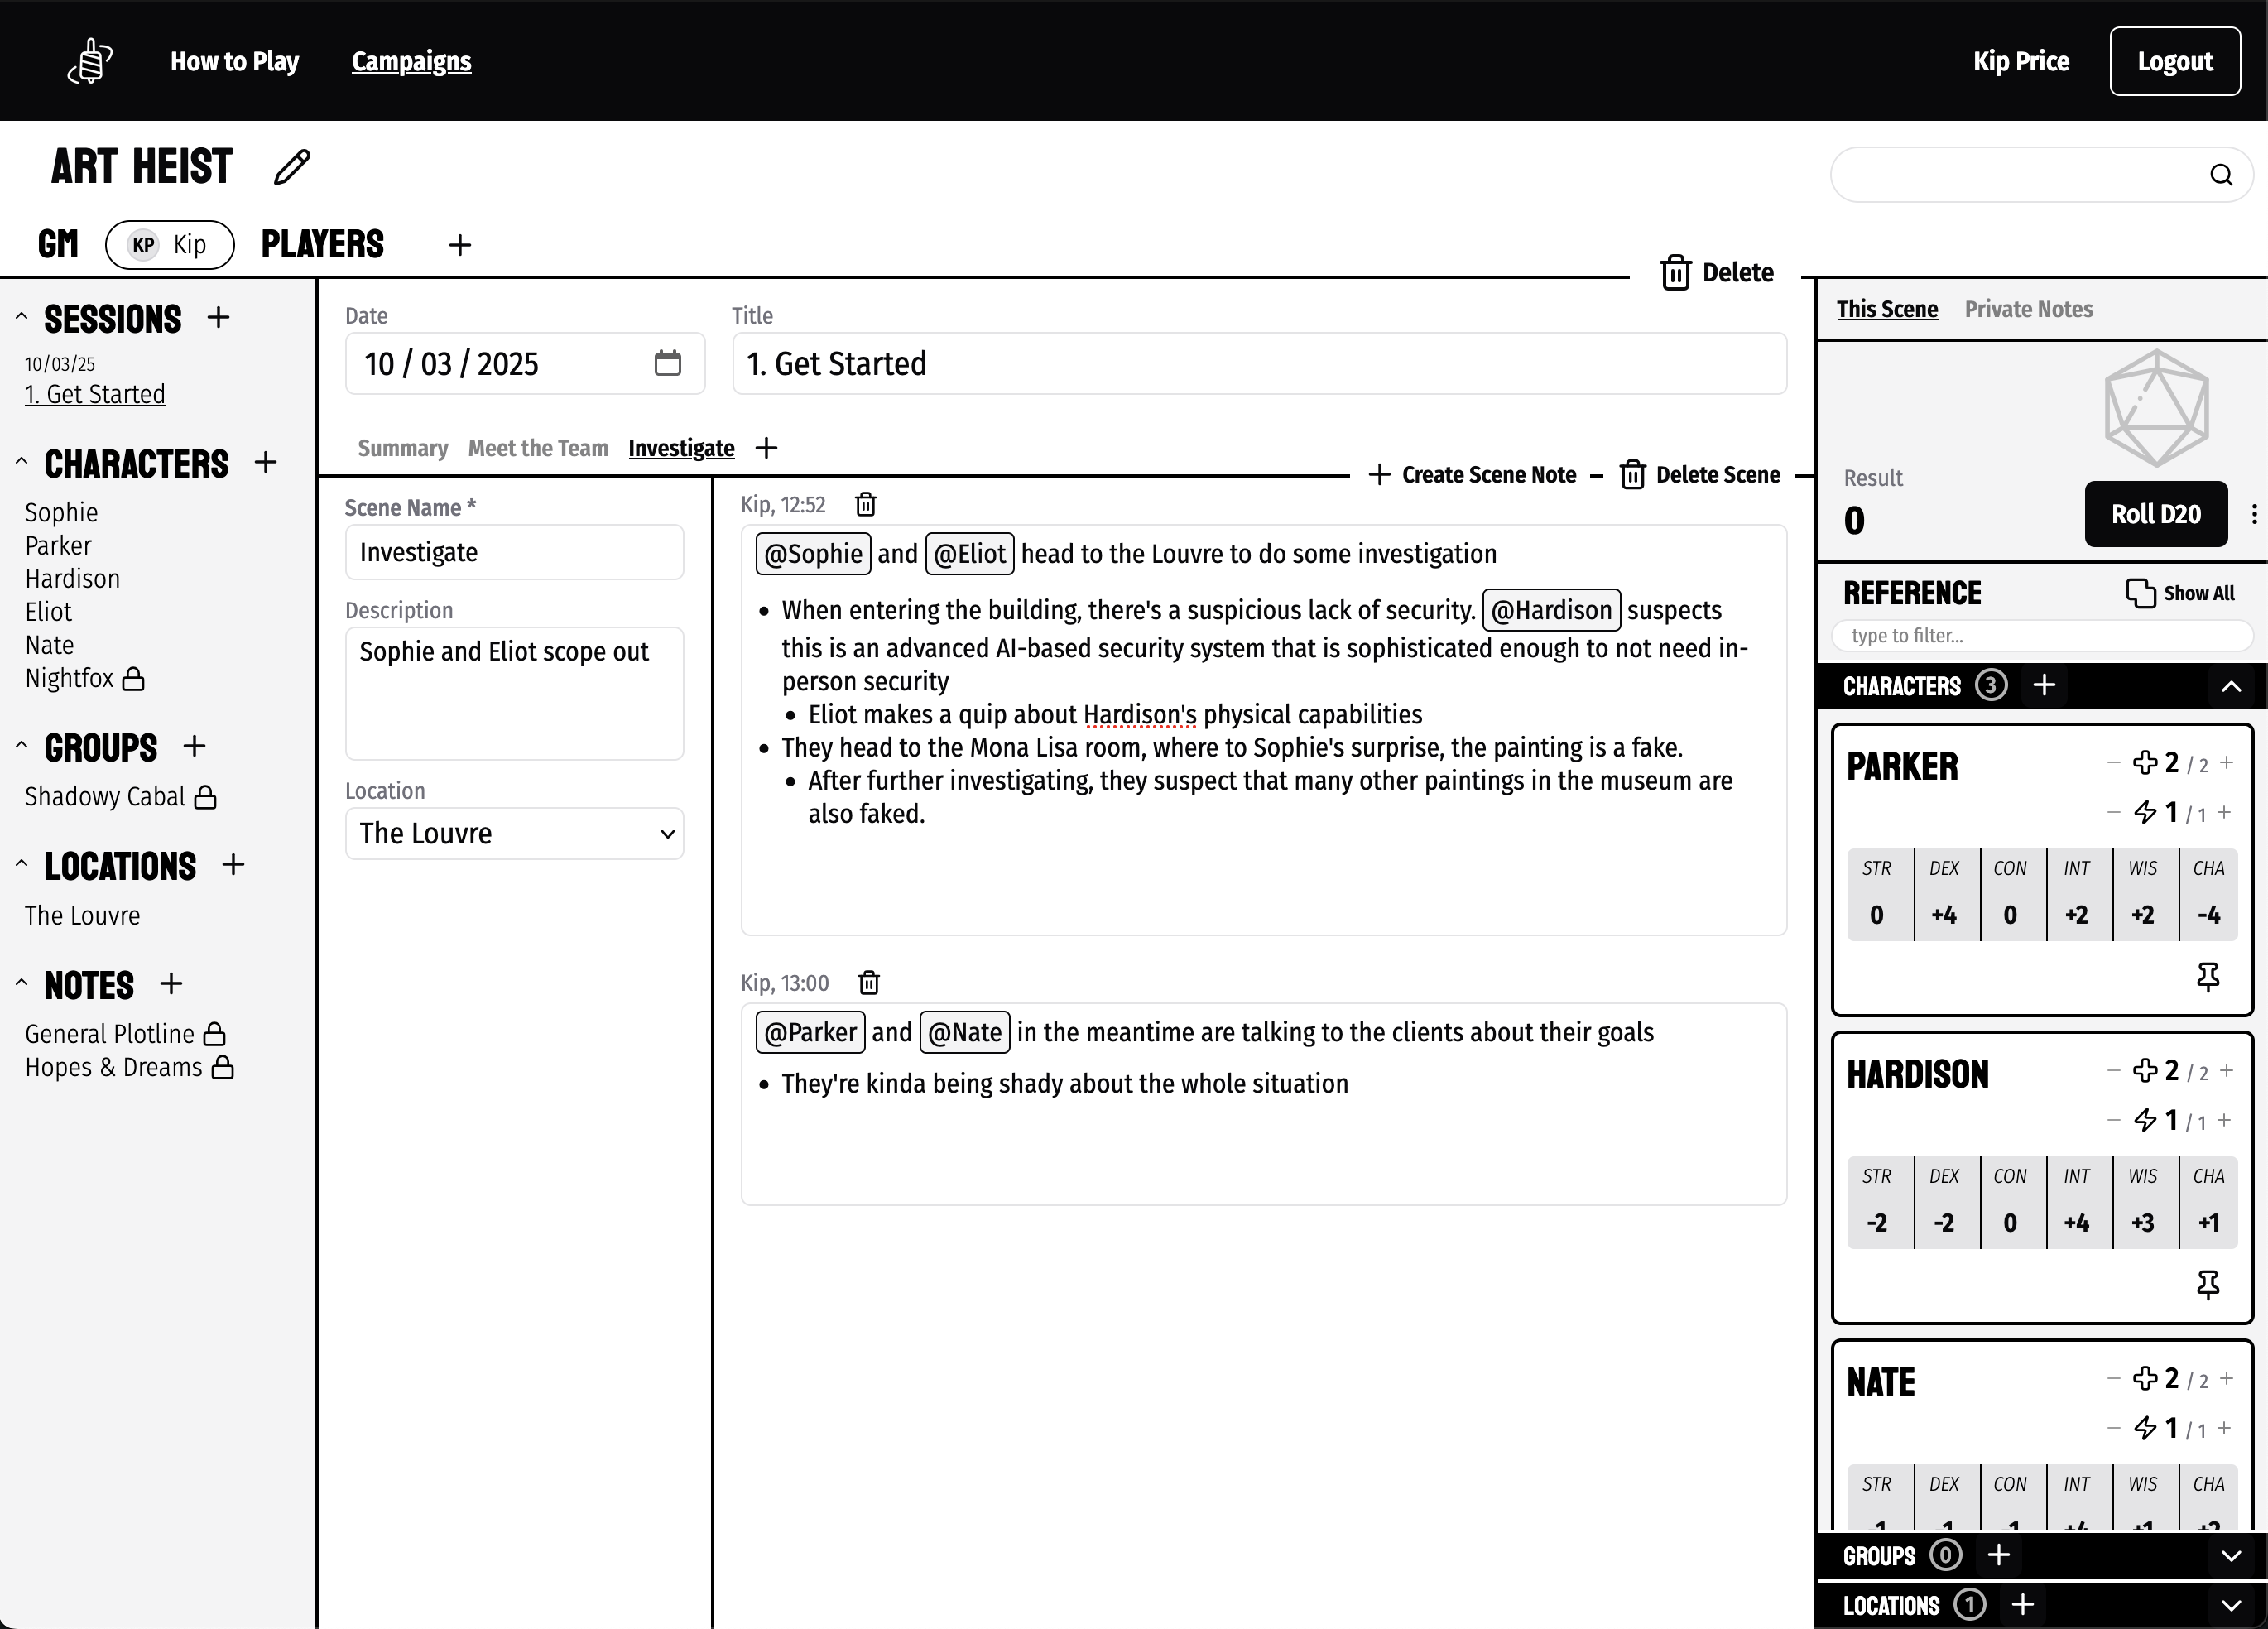 How to Play
Campaigns
Kip Price
Logout
ART HEIST
GM
KP
Kip
PLAYERS
Delete
SESSIONS
10/03/25
1. Get Started
CHARACTERS
Sophie
Parker
Hardison
Eliot
Nate
Nightfox
GROUPS
Shadowy Cabal
LOCATIONS
The Louvre
NOTES
General Plotline
Hopes & Dreams
Date
10 / 03 / 2025
Title
1. Get Started
Summary
Meet the Team
Investigate
Create Scene Note
Delete Scene
Scene Name *
Investigate
Description
Sophie and Eliot scope out
Location
The Louvre
Kip, 12:52
@Sophie and @Eliot head to the Louvre to do some investigation
• When entering the building, there's a suspicious lack of security. @Hardison suspects
this is an advanced AI-based security system that is sophisticated enough to not need in-
person security
• Eliot makes a quip about Hardison's physical capabilities
• They head to the Mona Lisa room, where to Sophie's surprise, the painting is a fake.
• After further investigating, they suspect that many other paintings in the museum are
also faked.
Kip, 13:00
@Parker and @Nate in the meantime are talking to the clients about their goals
• They're kinda being shady about the whole situation
This Scene
Private Notes
Result
0
Roll D20
REFERENCE
Show All
type to filter...
CHARACTERS 3
PARKER
2 / 2
1 / 1
STR DEX CON INT WIS CHA
0 +4 0 +2 +2 -4
HARDISON
2 / 2
1 / 1
STR DEX CON INT WIS CHA
-2 -2 0 +4 +3 +1
NATE
2 / 2
1 / 1
STR DEX CON INT WIS CHA
GROUPS 0
LOCATIONS 1